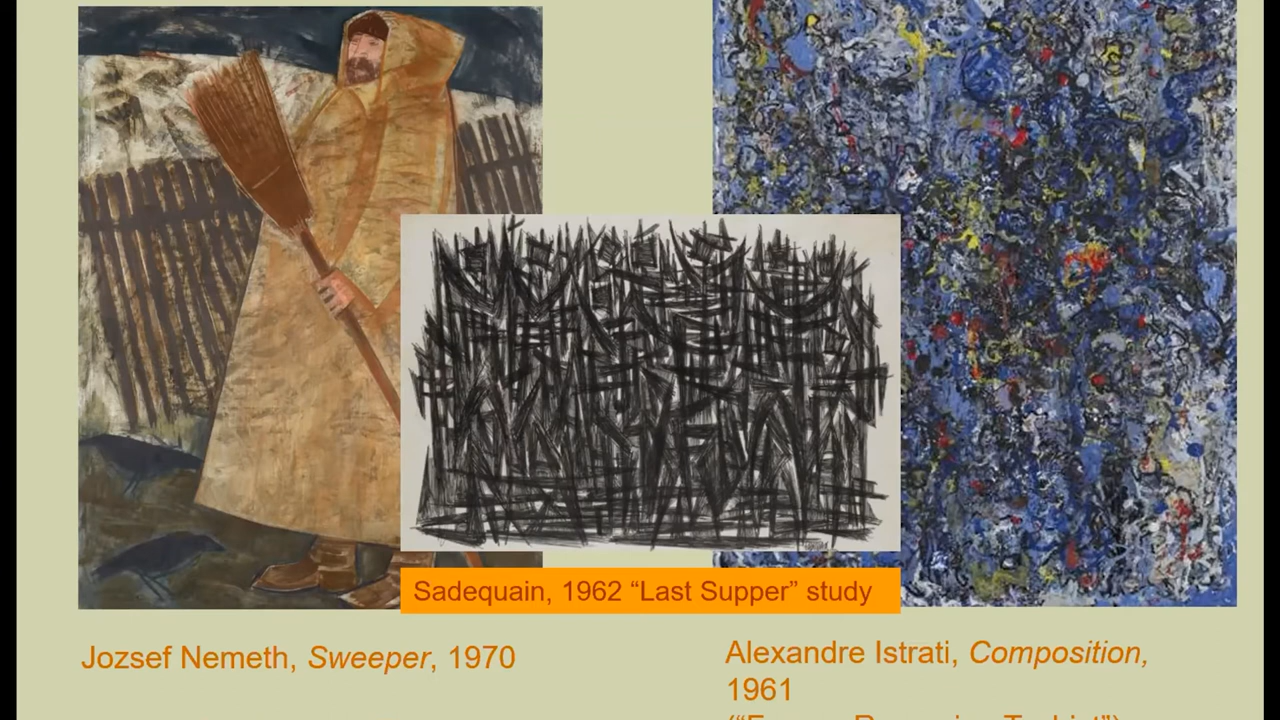 Sadequain, 1962 “Last Supper” study
Jozsef Nemeth, Sweeper, 1970
Alexandre Istrati, Composition,
1961